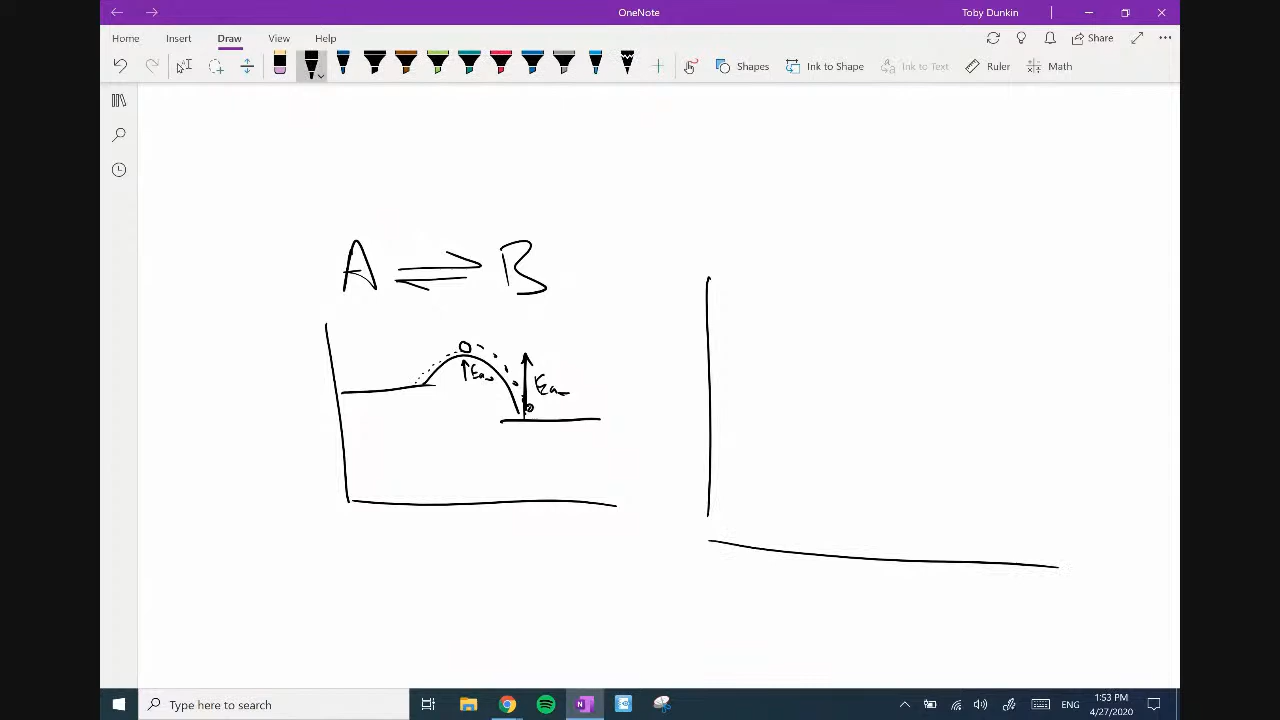 OneNote
Toby Dunkin
Home Insert Draw View Help
Share
Shapes Ink to Shape Ink to Text Ruler Math
A ⇌ B
Ea
Ea
Type here to search
ENG
1:53 PM
4/27/2020